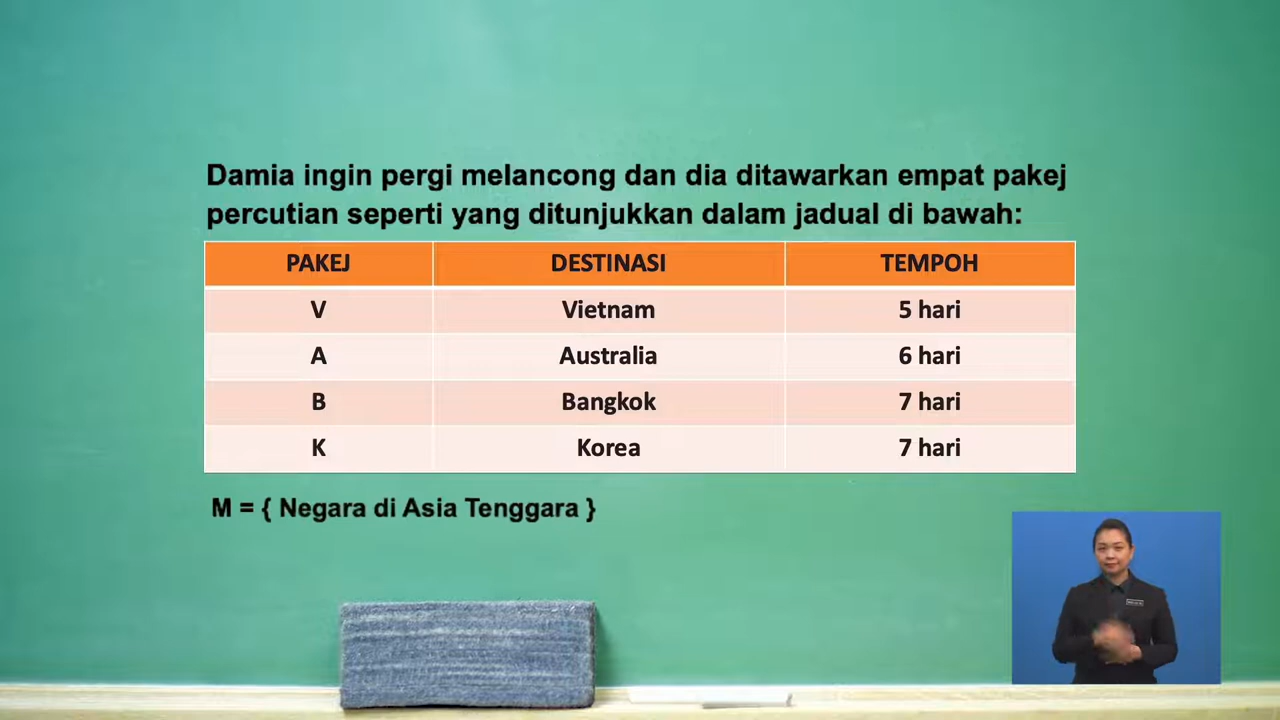 Damia ingin pergi melancong dan dia ditawarkan empat pakej
percutian seperti yang ditunjukkan dalam jadual di bawah:
PAKEJ DESTINASI TEMPOH
V Vietnam 5 hari
A Australia 6 hari
B Bangkok 7 hari
K Korea 7 hari
M = { Negara di Asia Tenggara }